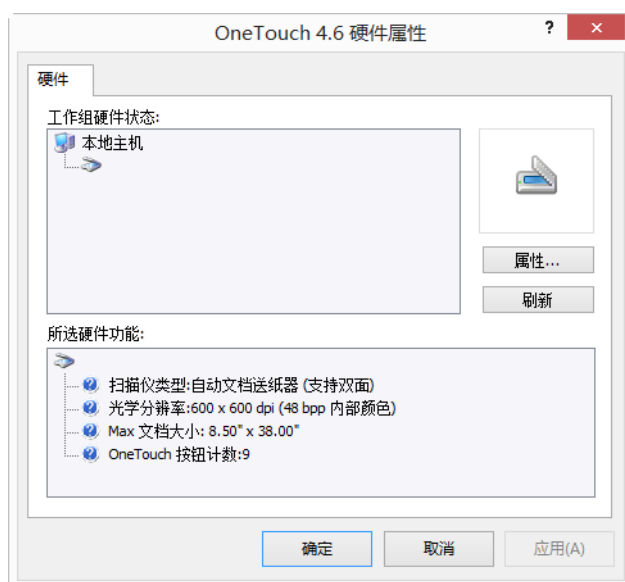 OneTouch 4.6 硬件属性
硬件
工作组硬件状态:
本地主机
属性...
刷新
所选硬件功能:
扫描仪类型:自动文档送纸器 (支持双面)
光学分辨率:600 x 600 dpi (48 bpp 内部颜色)
Max 文档大小: 8.50" x 38.00"
OneTouch 按钮计数:9
确定
取消
应用(A)